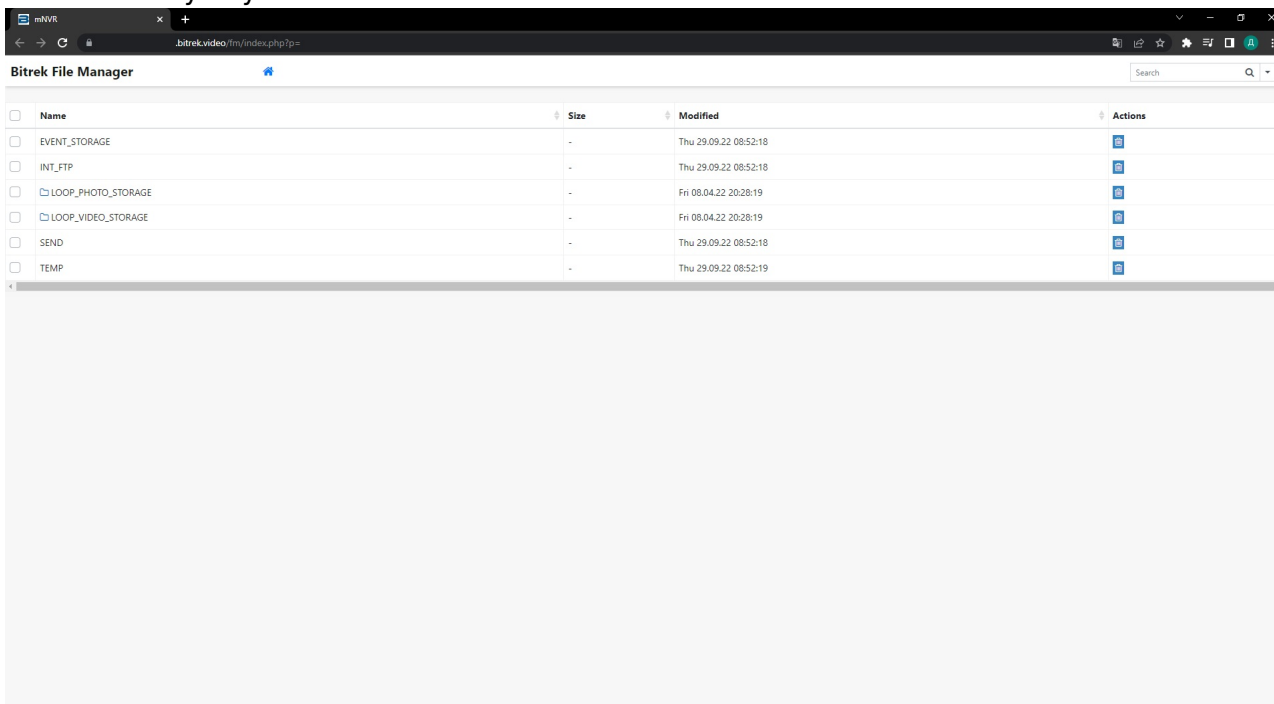 mNVR
.bitrek.video/fm/index.php?p=
Д
Bitrek File Manager
Search
Name Size Modified Actions
EVENT_STORAGE - Thu 29.09.22 08:52:18
INT_FTP - Thu 29.09.22 08:52:18
LOOP_PHOTO_STORAGE - Fri 08.04.22 20:28:19
LOOP_VIDEO_STORAGE - Fri 08.04.22 20:28:19
SEND - Thu 29.09.22 08:52:18
TEMP - Thu 29.09.22 08:52:19